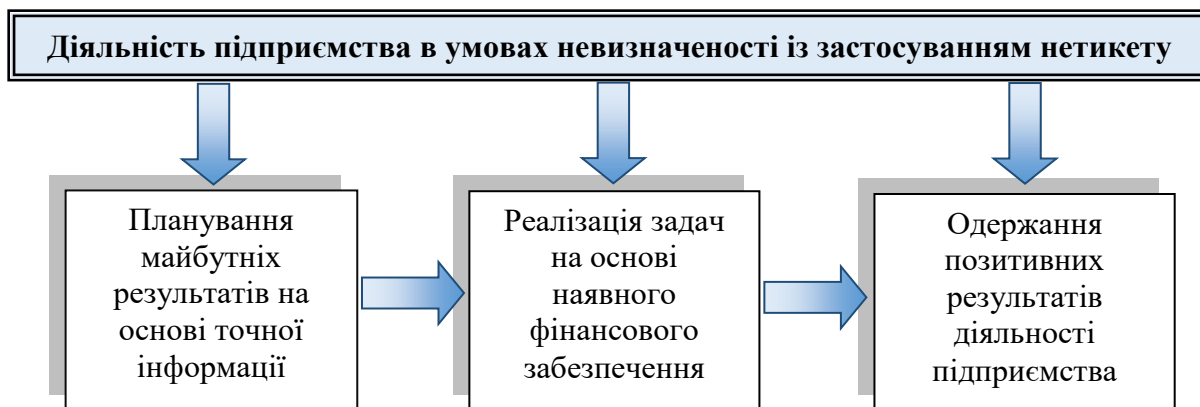 Діяльність підприємства в умовах невизначеності із застосуванням нетикету
Планування
майбутніх
результатів на
основі точної
інформації
Реалізація задач
на основі
наявного
фінансового
забезпечення
Одержання
позитивних
результатів
діяльності
підприємства